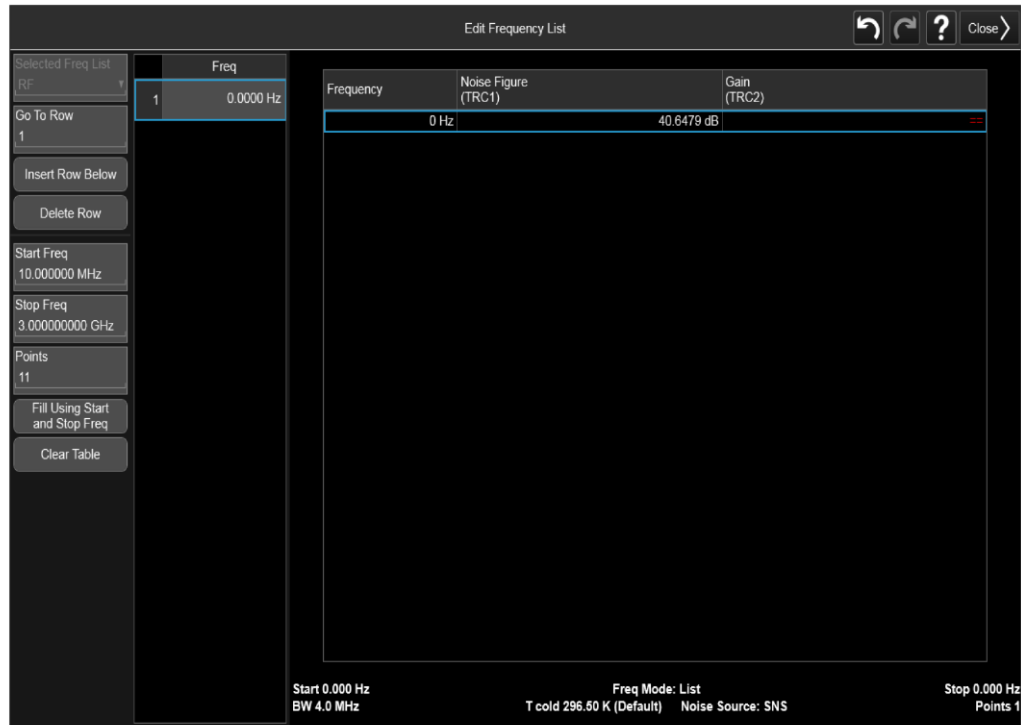 Edit Frequency List
?
Close
Selected Freq List
RF
Go To Row
1
Insert Row Below
Delete Row
Start Freq
10.000000 MHz
Stop Freq
3.000000000 GHz
Points
11
Fill Using Start
and Stop Freq
Clear Table
Freq
1 0.0000 Hz
Frequency
Noise Figure
(TRC1)
Gain
(TRC2)
0 Hz 40.6479 dB ==
Start 0.000 Hz Freq Mode: List Stop 0.000 Hz
BW 4.0 MHz T cold 296.50 K (Default) Noise Source: SNS Points 1